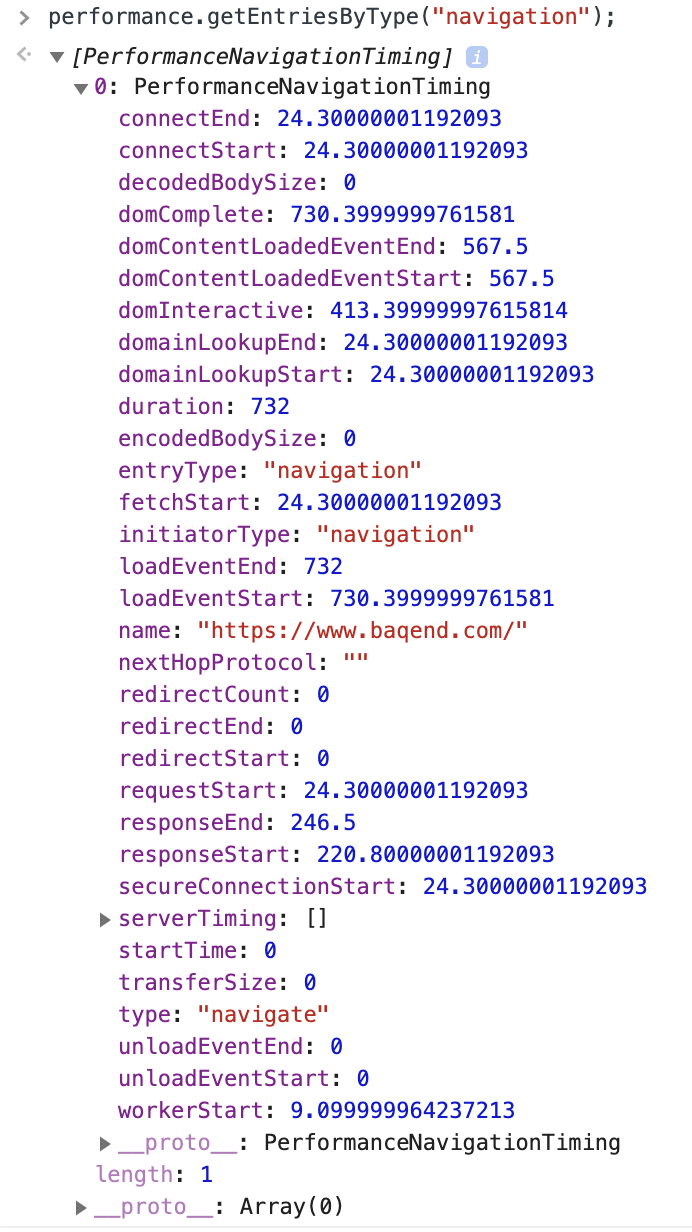 > performance.getEntriesByType("navigation");
[PerformanceNavigationTiming] i
0: PerformanceNavigationTiming
connectEnd: 24.30000001192093
connectStart: 24.30000001192093
decodedBodySize: 0
domComplete: 730.3999999761581
domContentLoadedEventEnd: 567.5
domContentLoadedEventStart: 567.5
domInteractive: 413.39999997615814
domainLookupEnd: 24.30000001192093
domainLookupStart: 24.30000001192093
duration: 732
encodedBodySize: 0
entryType: "navigation"
fetchStart: 24.30000001192093
initiatorType: "navigation"
loadEventEnd: 732
loadEventStart: 730.3999999761581
name: "https://www.baqend.com/"
nextHopProtocol: ""
redirectCount: 0
redirectEnd: 0
redirectStart: 0
requestStart: 24.30000001192093
responseEnd: 246.5
responseStart: 220.80000001192093
secureConnectionStart: 24.30000001192093
serverTiming: []
startTime: 0
transferSize: 0
type: "navigate"
unloadEventEnd: 0
unloadEventStart: 0
workerStart: 9.099999964237213
__proto__: PerformanceNavigationTiming
length: 1
__proto__: Array(0)